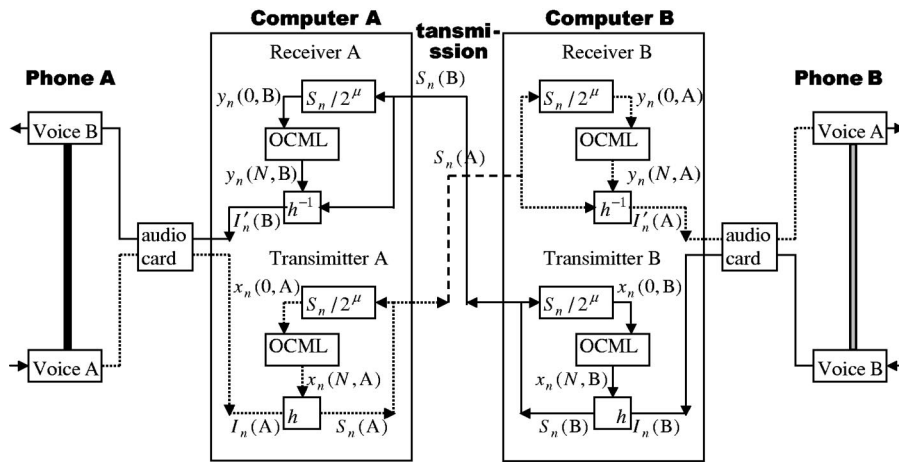 Computer A
tansmi-
ssion
Computer B
Phone A
Receiver A
S_n(B)
Receiver B
Phone B
Voice B
y_n(0,B)
S_n/2^μ
S_n/2^μ
y_n(0,A)
Voice A
OCML
OCML
S_n(A)
y_n(N,B)
y_n(N,A)
h^{-1}
h^{-1}
I'_n(B)
I'_n(A)
audio
card
audio
card
Transimitter A
Transimitter B
x_n(0,A)
S_n/2^μ
S_n/2^μ
x_n(0,B)
OCML
OCML
Voice A
x_n(N,A)
x_n(N,B)
Voice B
h
h
I_n(A)
S_n(A)
S_n(B)
I_n(B)